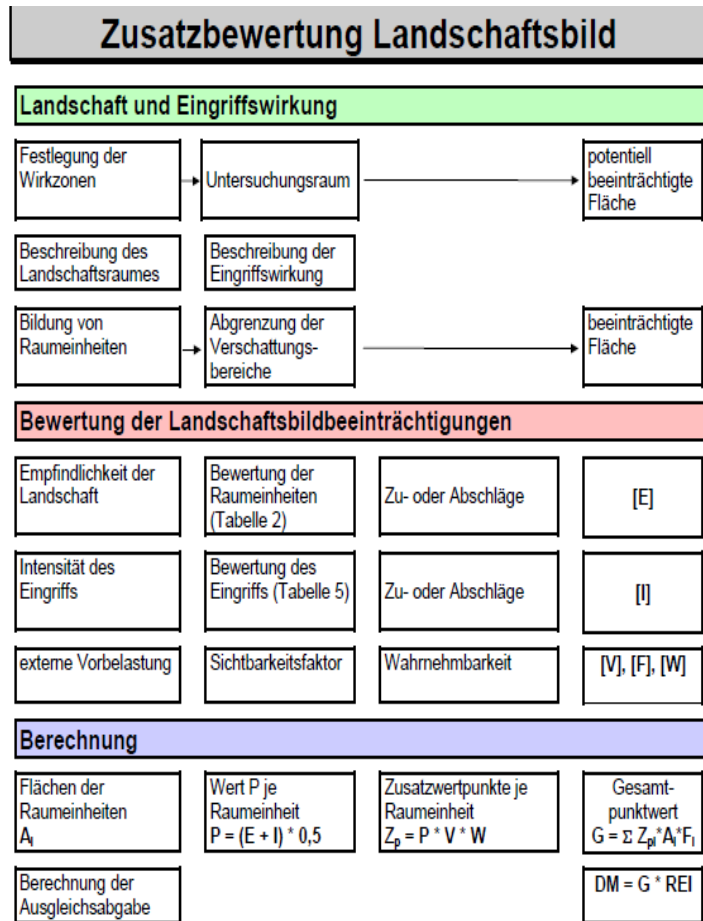 Zusatzbewertung Landschaftsbild
Landschaft und Eingriffswirkung
Festlegung der
Wirkzonen
Untersuchungsraum
potentiell
beeinträchtigte
Fläche
Beschreibung des
Landschaftsraumes
Beschreibung der
Eingriffswirkung
Bildung von
Raumeinheiten
Abgrenzung der
Verschattungs-
bereiche
beeinträchtigte
Fläche
Bewertung der Landschaftsbildbeeinträchtigungen
Empfindlichkeit der
Landschaft
Bewertung der
Raumeinheiten
(Tabelle 2)
Zu- oder Abschläge
[E]
Intensität des
Eingriffs
Bewertung des
Eingriffs (Tabelle 5)
Zu- oder Abschläge
[I]
externe Vorbelastung
Sichtbarkeitsfaktor
Wahrnehmbarkeit
[V], [F], [W]
Berechnung
Flächen der
Raumeinheiten
Aᵢ
Wert P je
Raumeinheit
P = (E + I) * 0,5
Zusatzwertpunkte je
Raumeinheit
Zₚ = P * V * W
Gesamt-
punktwert
G = Σ Zₚᵢ*Aᵢ*Fᵢ
Berechnung der
Ausgleichsabgabe
DM = G * REI